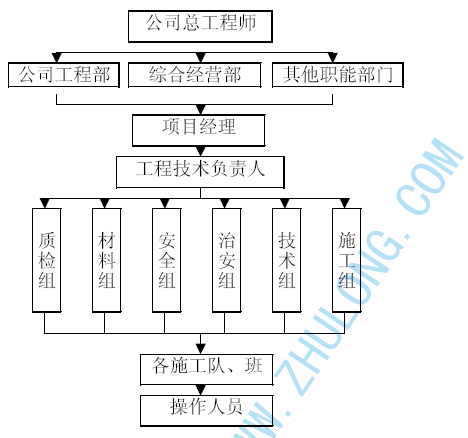 公司总工程师
公司工程部 综合经营部 其他职能部门
项目经理
工程技术负责人
质检组
材料组
安全组
治安组
技术组
施工组
各施工队、班
操作人员
WWW.ZHULONG.COM